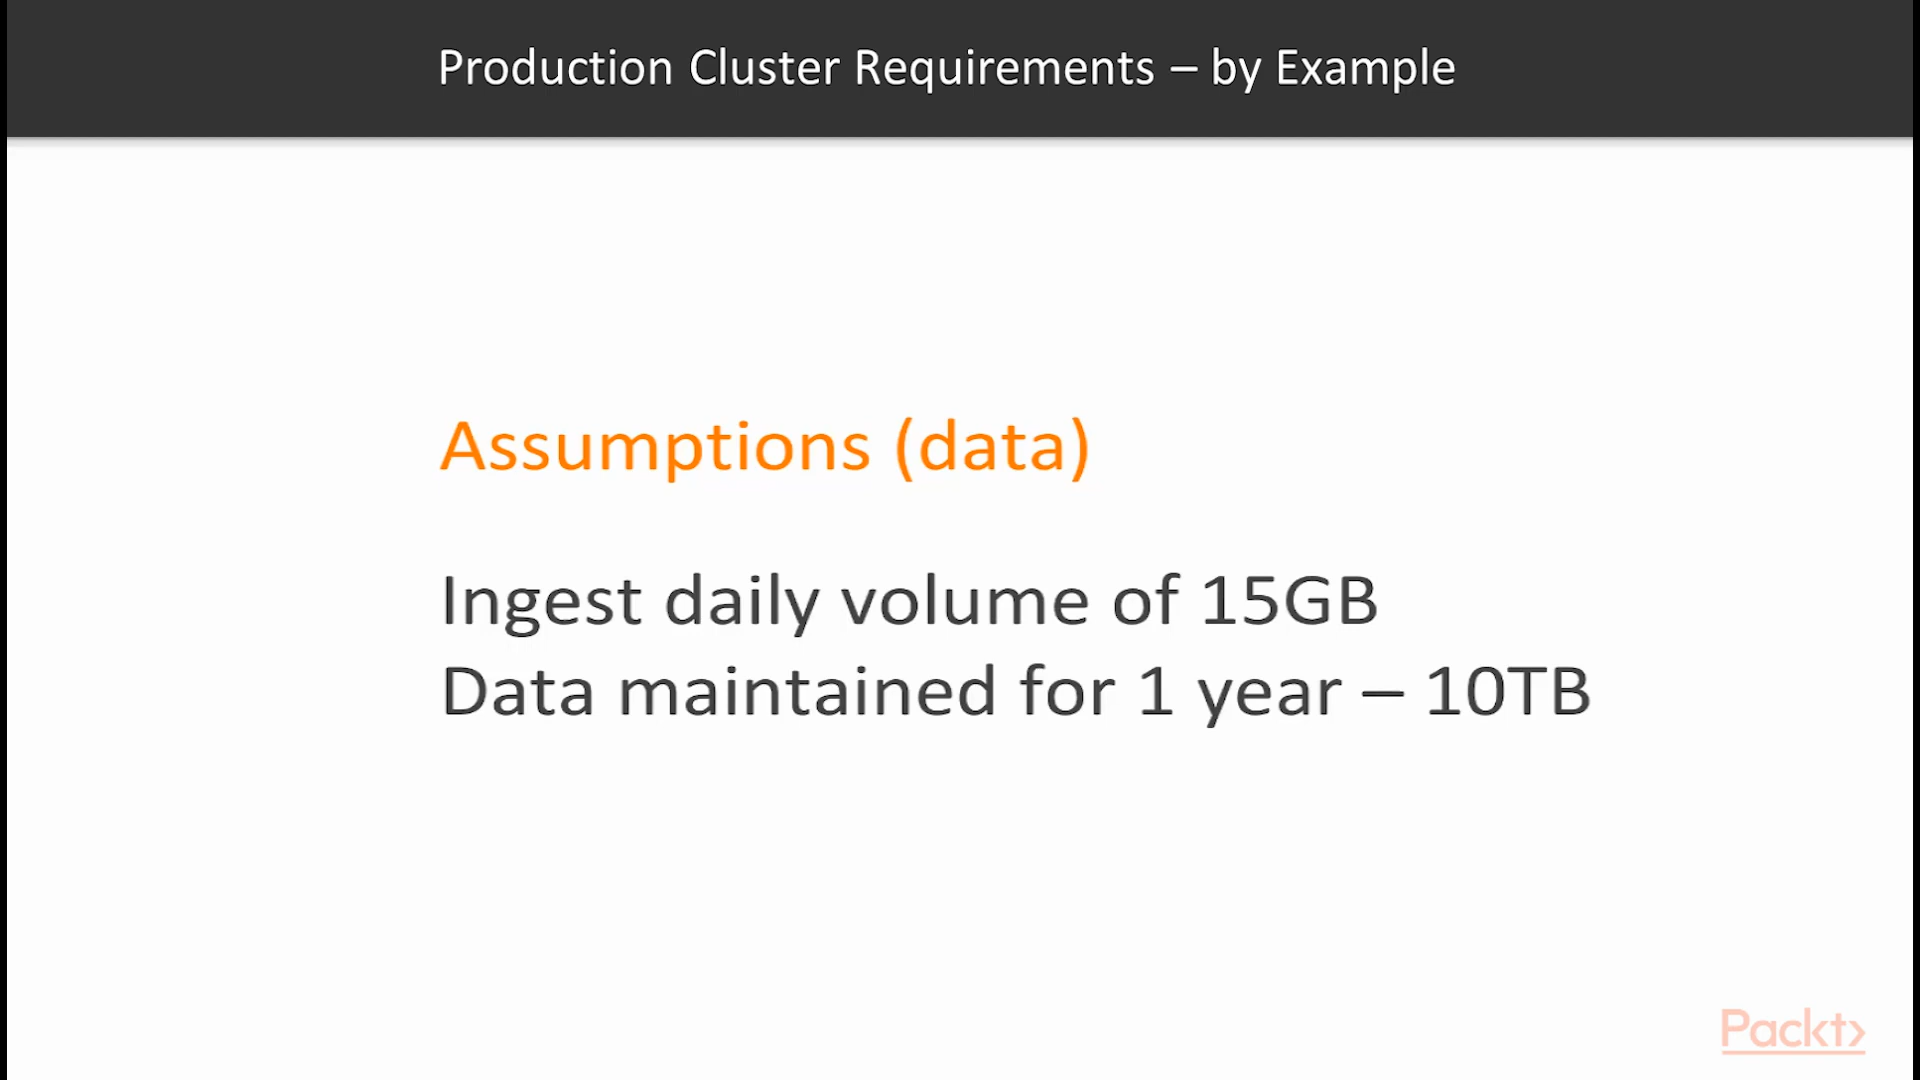 Production Cluster Requirements – by Example
Assumptions (data)
Ingest daily volume of 15GB
Data maintained for 1 year – 10TB
Packt>